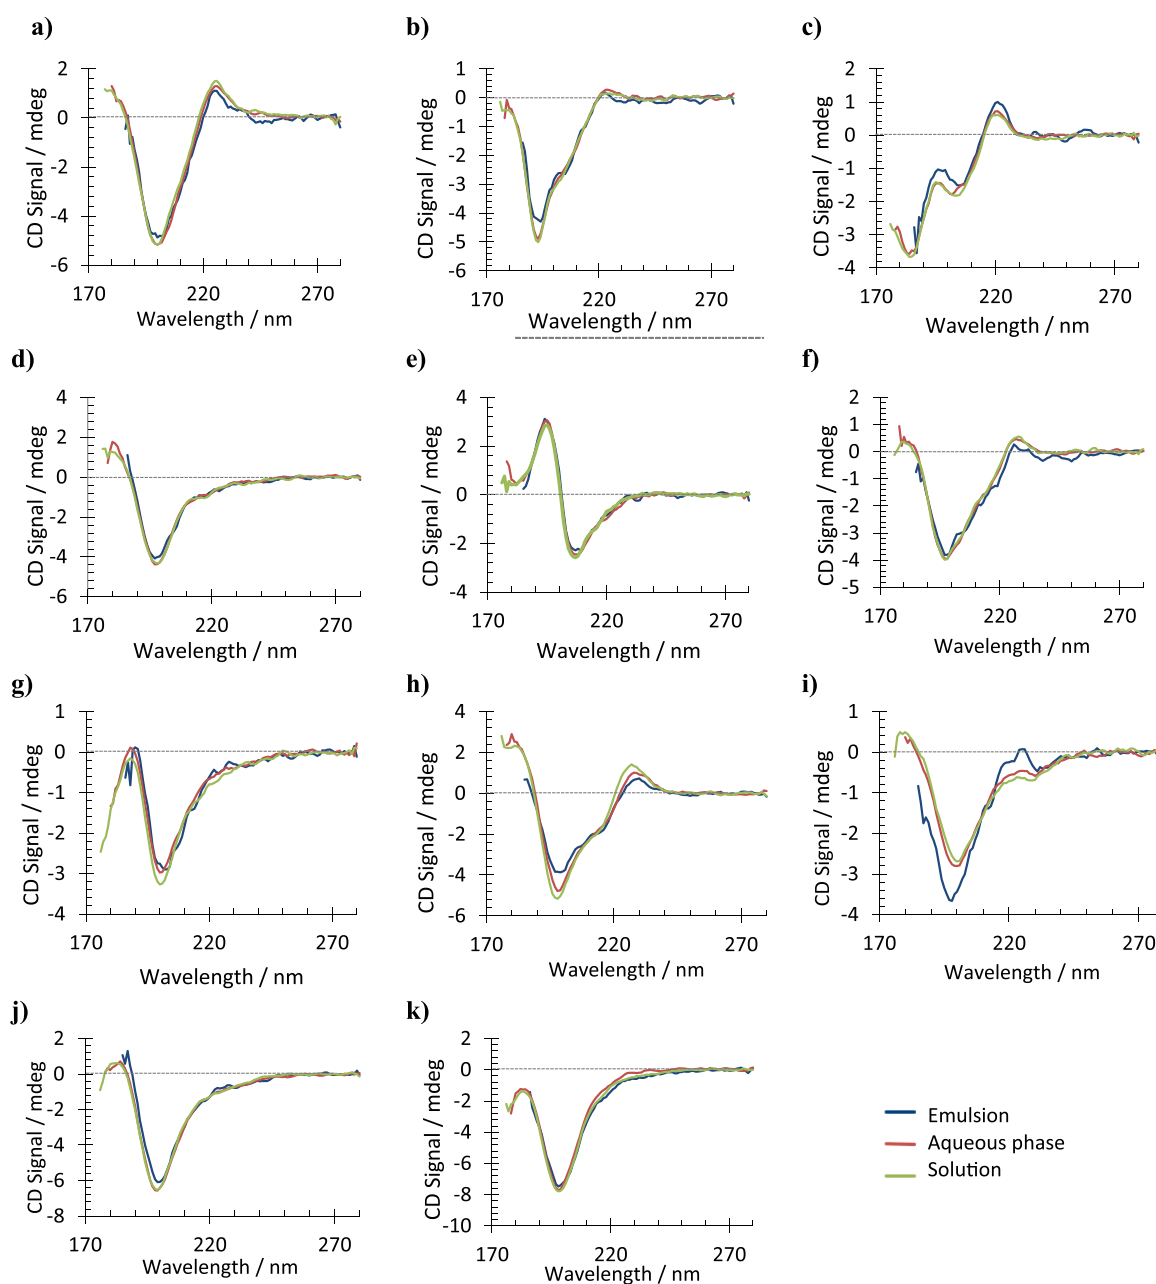 a)
b)
c)
CD Signal / mdeg
2
0
-2
-4
-6
170
220
270
Wavelength / nm
CD Signal / mdeg
1
0
-1
-2
-3
-4
-5
-6
170
220
270
Wavelength / nm
CD Signal / mdeg
2
1
0
-1
-2
-3
-4
170
220
270
Wavelength / nm
d)
e)
f)
CD Signal / mdeg
4
2
0
-2
-4
-6
170
220
270
Wavelength / nm
CD Signal / mdeg
4
2
0
-2
-4
170
220
270
Wavelength / nm
CD Signal / mdeg
2
1
0
-1
-2
-3
-4
-5
170
220
270
Wavelength / nm
g)
h)
i)
CD Signal / mdeg
1
0
-1
-2
-3
-4
170
220
270
Wavelength / nm
CD Signal / mdeg
4
2
0
-2
-4
-6
170
220
270
Wavelength / nm
CD Signal / mdeg
1
0
-1
-2
-3
-4
170
220
270
Wavelength / nm
j)
k)
CD Signal / mdeg
2
0
-2
-4
-6
-8
170
220
270
Wavelength / nm
CD Signal / mdeg
2
0
-2
-4
-6
-8
-10
170
220
270
Wavelength / nm
Emulsion
Aqueous phase
Solution